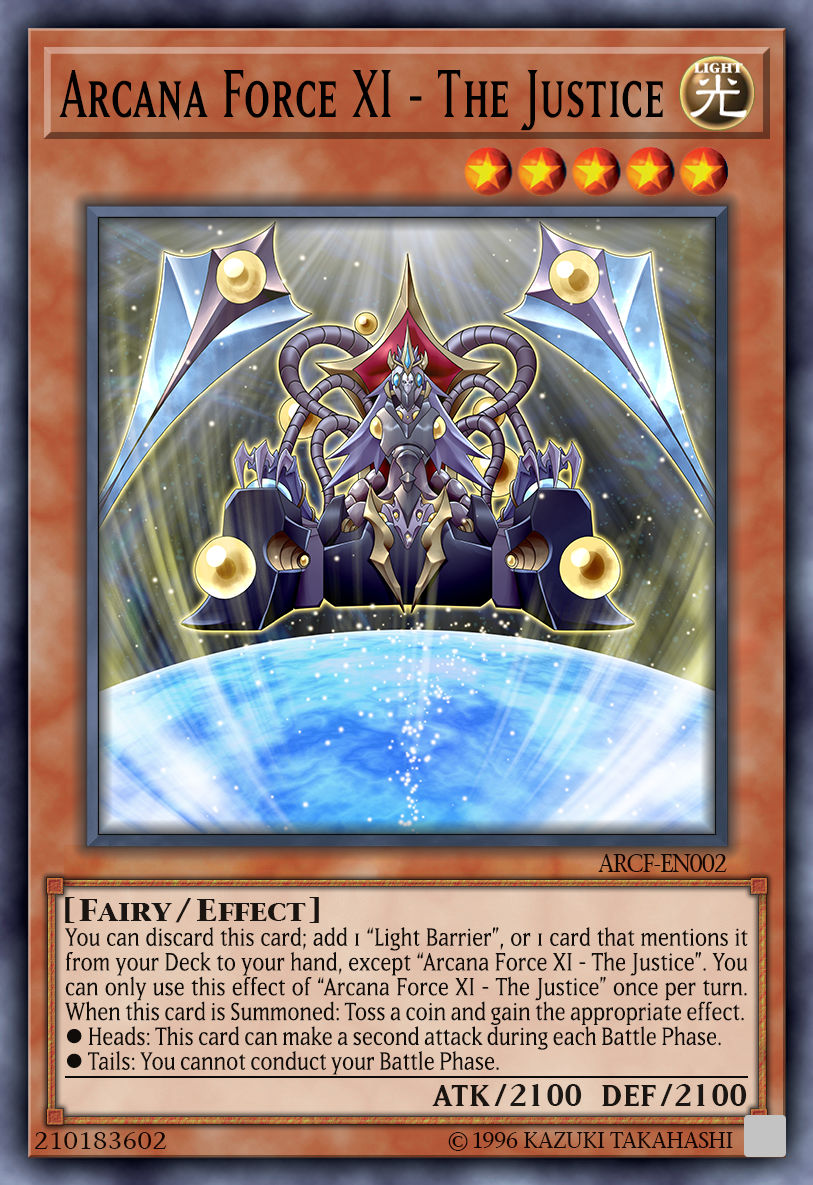 Arcana Force XI - The Justice
LIGHT
光
ARCF-EN002
[ Fairy / Effect ]
You can discard this card; add 1 “Light Barrier”, or 1 card that mentions it
from your Deck to your hand, except “Arcana Force XI - The Justice”. You
can only use this effect of “Arcana Force XI - The Justice” once per turn.
When this card is Summoned: Toss a coin and gain the appropriate effect.
● Heads: This card can make a second attack during each Battle Phase.
● Tails: You cannot conduct your Battle Phase.
ATK/2100 DEF/2100
210183602
© 1996 KAZUKI TAKAHASHI